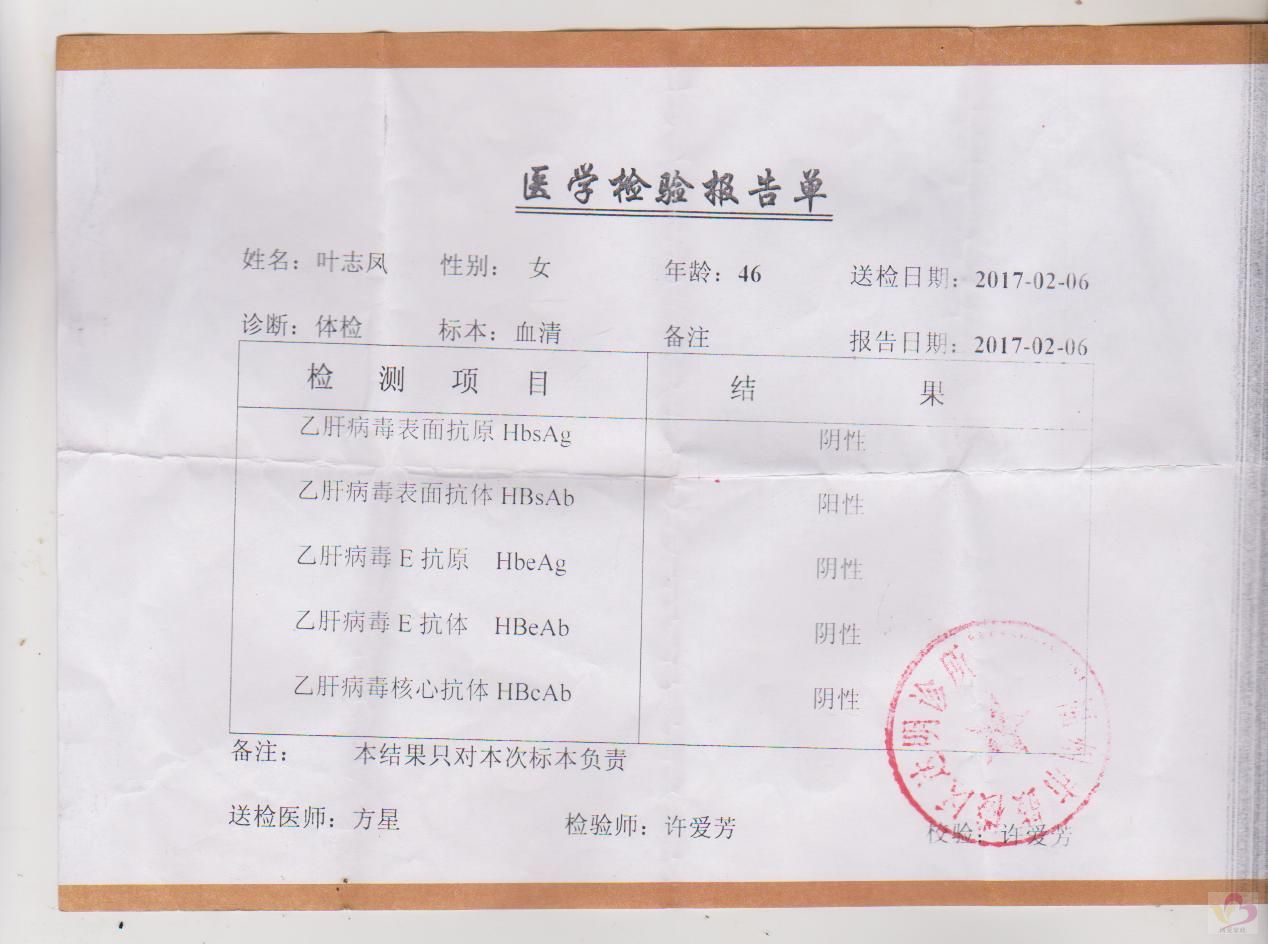 医学检验报告单
姓名：叶志凤 性别： 女 年龄：46 送检日期：2017-02-06
诊断：体检 标本：血清 备注 报告日期：2017-02-06
检 测 项 目 结 果
乙肝病毒表面抗原 HbsAg 阴性
乙肝病毒表面抗体 HBsAb 阳性
乙肝病毒 E 抗原 HbeAg 阴性
乙肝病毒 E 抗体 HBeAb 阴性
乙肝病毒核心抗体 HBcAb 阴性
备注： 本结果只对本次标本负责
送检医师：方星 检验师：许爱芳 校验：许爱芳
明诊所